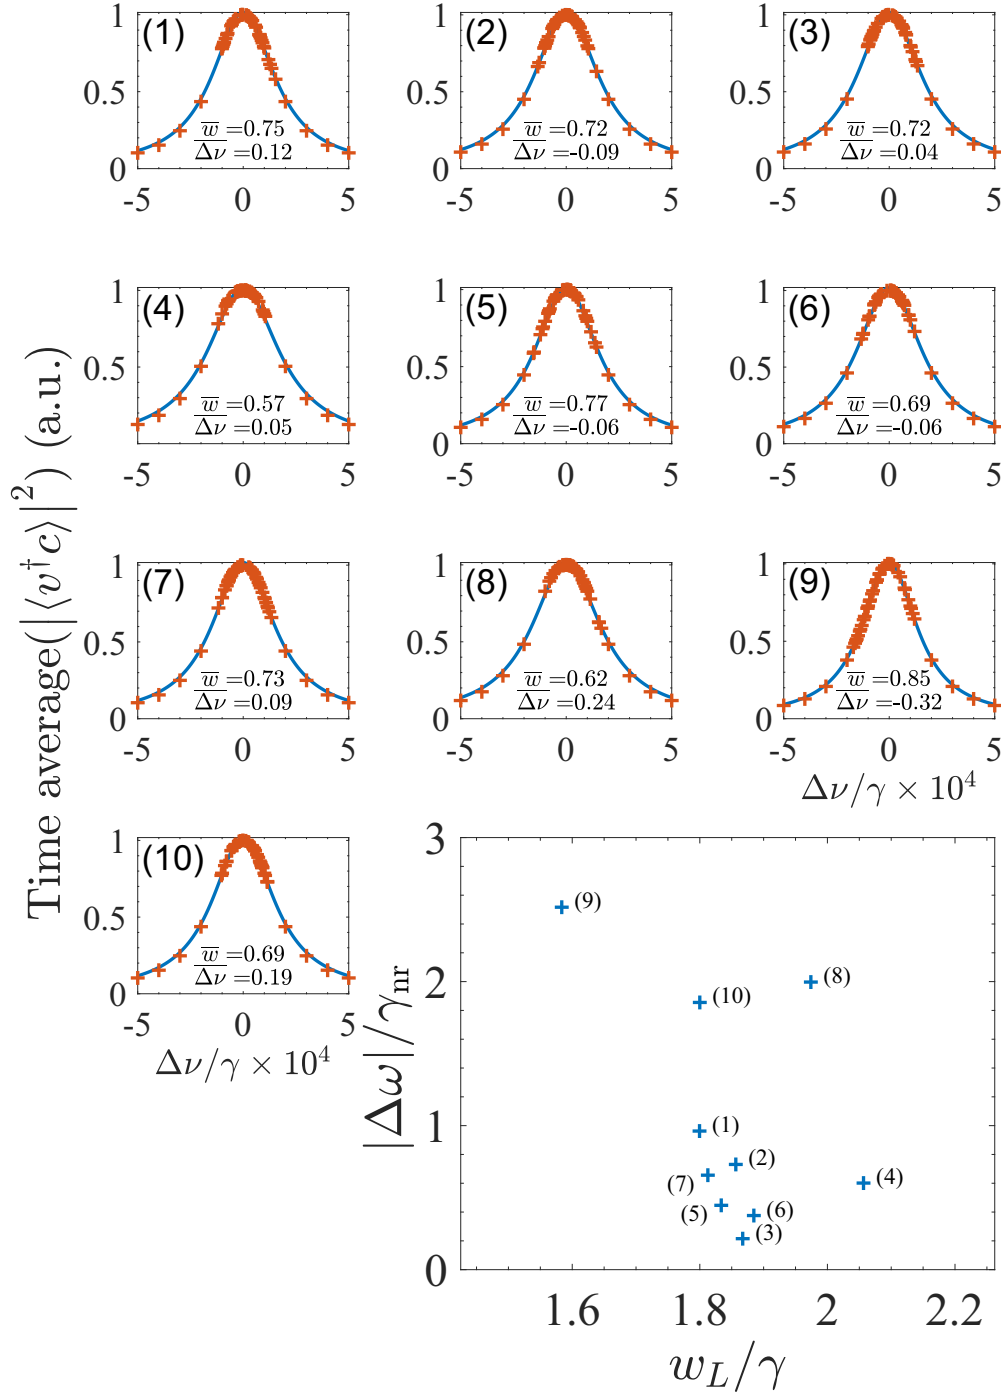 Time average(|⟨v†c⟩|²) (a.u.)
(1)
1
0.5
0
w̅ =0.75
Δν̅ =0.12
-5 0 5
(2)
1
0.5
0
w̅ =0.72
Δν̅ =-0.09
-5 0 5
(3)
1
0.5
0
w̅ =0.72
Δν̅ =0.04
-5 0 5
(4)
1
0.5
0
w̅ =0.57
Δν̅ =0.05
-5 0 5
(5)
1
0.5
0
w̅ =0.77
Δν̅ =-0.06
-5 0 5
(6)
1
0.5
0
w̅ =0.69
Δν̅ =-0.06
-5 0 5
(7)
1
0.5
0
w̅ =0.73
Δν̅ =0.09
-5 0 5
(8)
1
0.5
0
w̅ =0.62
Δν̅ =0.24
-5 0 5
(9)
1
0.5
0
w̅ =0.85
Δν̅ =-0.32
-5 0 5
Δν/γ × 10⁴
(10)
1
0.5
0
w̅ =0.69
Δν̅ =0.19
-5 0 5
Δν/γ × 10⁴
|Δω|/γnr
3
2
1
0
(9)
(8)
(10)
(1)
(2)
(7)
(4)
(5)
(6)
(3)
1.6 1.8 2 2.2
w_L/γ